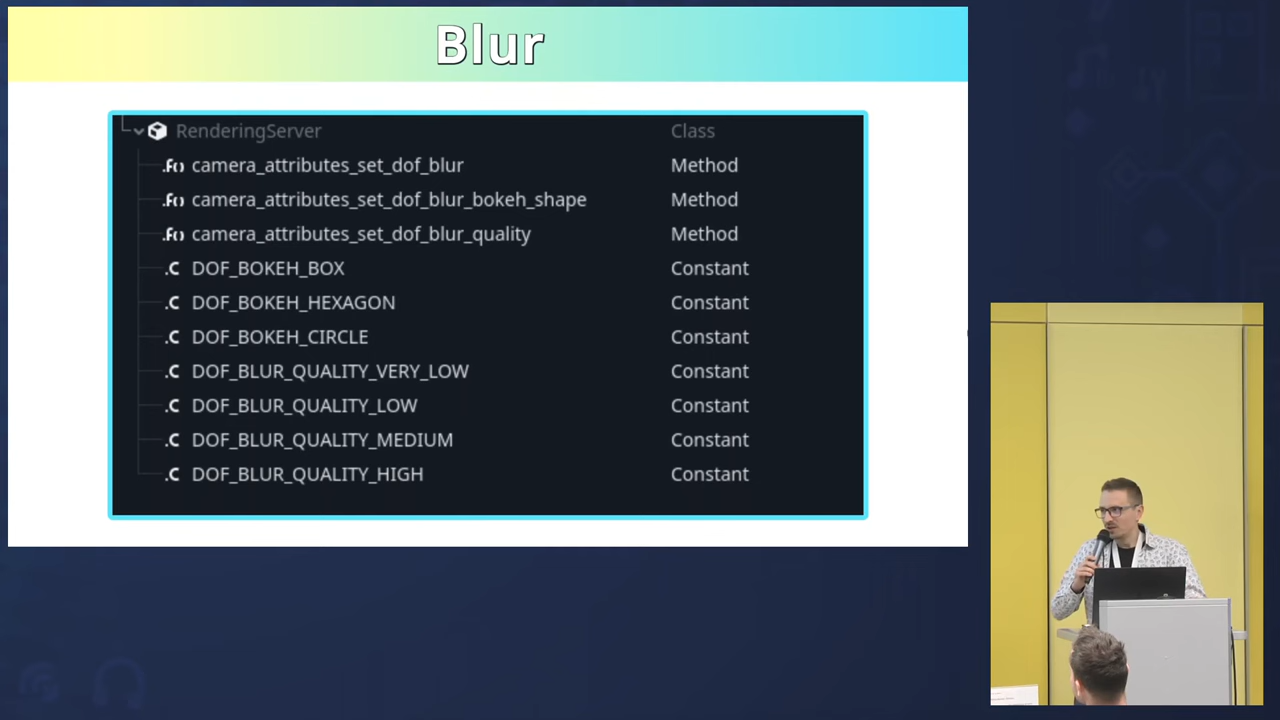 Blur
RenderingServer Class
camera_attributes_set_dof_blur Method
camera_attributes_set_dof_blur_bokeh_shape Method
camera_attributes_set_dof_blur_quality Method
.C DOF_BOKEH_BOX Constant
.C DOF_BOKEH_HEXAGON Constant
.C DOF_BOKEH_CIRCLE Constant
.C DOF_BLUR_QUALITY_VERY_LOW Constant
.C DOF_BLUR_QUALITY_LOW Constant
.C DOF_BLUR_QUALITY_MEDIUM Constant
.C DOF_BLUR_QUALITY_HIGH Constant